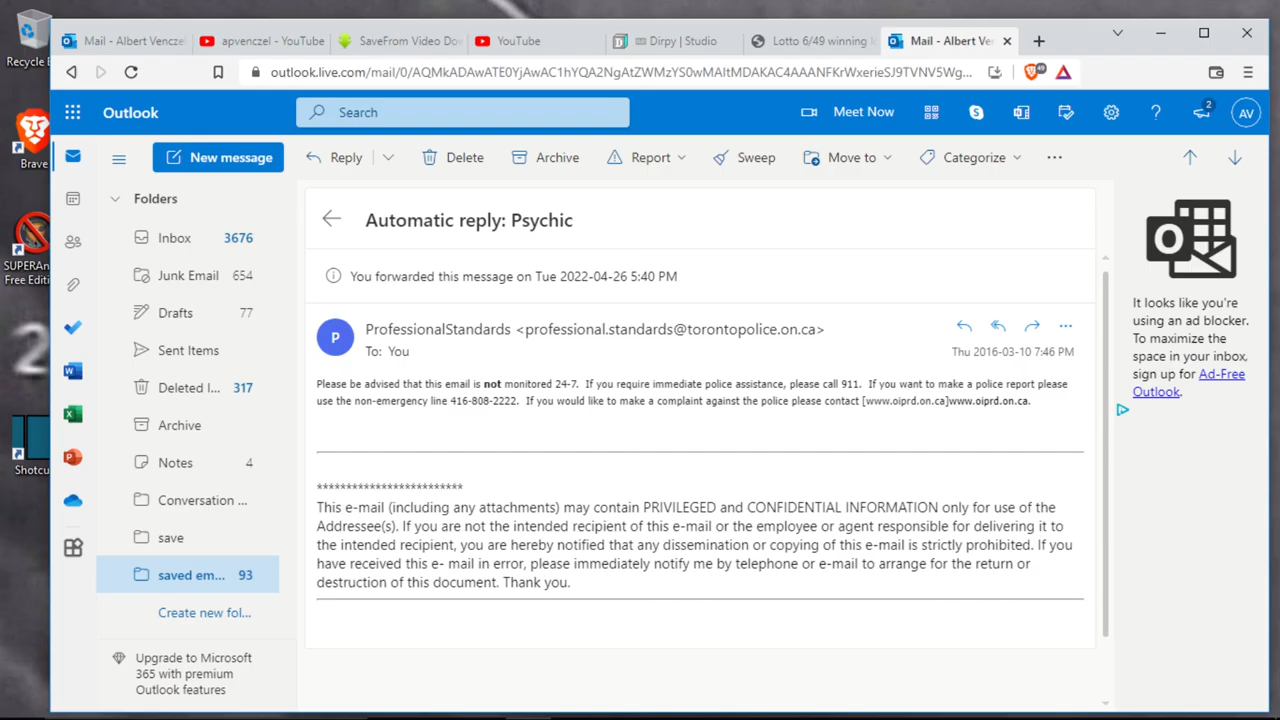 Recycle B
Brave
SUPERAn
Free Editi
Shotcu
Mail - Albert Venczel
apvenczel - YouTube
SaveFrom Video Dow
YouTube
Dirpy | Studio
Lotto 6/49 winning
Mail - Albert Ven
outlook.live.com/mail/0/AQMkADAwATE0YjAwAC1hYQA2NgAtZWMzYS0wMAItMDAKAC4AAANFKrWxerieSJ9TVNV5Wg...
49
Outlook
Search
Meet Now
2
AV
New message
Reply
Delete
Archive
Report
Sweep
Move to
Categorize
Folders
Inbox 3676
Junk Email 654
Drafts 77
Sent Items
Deleted I... 317
Archive
Notes 4
Conversation ...
save
saved em... 93
Create new fol...
Upgrade to Microsoft
365 with premium
Outlook features
Automatic reply: Psychic
You forwarded this message on Tue 2022-04-26 5:40 PM
P
ProfessionalStandards <professional.standards@torontopolice.on.ca>
To: You
Thu 2016-03-10 7:46 PM
Please be advised that this email is not monitored 24-7. If you require immediate police assistance, please call 911. If you want to make a police report please
use the non-emergency line 416-808-2222. If you would like to make a complaint against the police please contact [www.oiprd.on.ca]www.oiprd.on.ca.
*************************
This e-mail (including any attachments) may contain PRIVILEGED and CONFIDENTIAL INFORMATION only for use of the
Addressee(s). If you are not the intended recipient of this e-mail or the employee or agent responsible for delivering it to
the intended recipient, you are hereby notified that any dissemination or copying of this e-mail is strictly prohibited. If you
have received this e- mail in error, please immediately notify me by telephone or e-mail to arrange for the return or
destruction of this document. Thank you.
It looks like you're
using an ad blocker.
To maximize the
space in your inbox,
sign up for Ad-Free
Outlook.